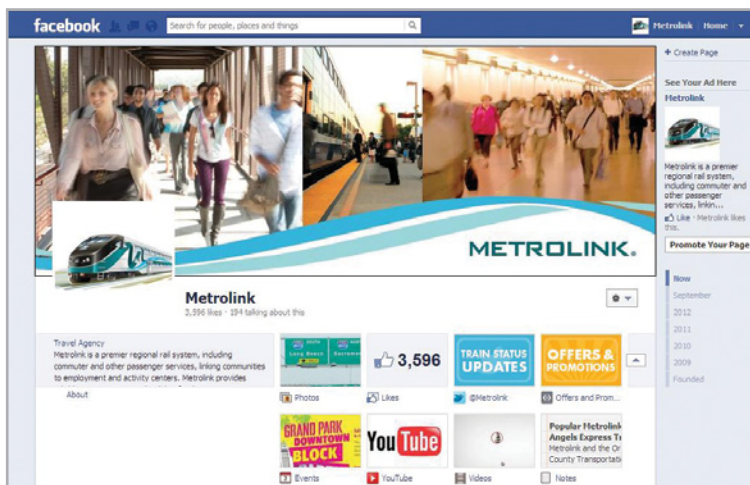 facebook
Search for people, places and things
Metrolink
Home
+ Create Page
See Your Ad Here
Metrolink
Metrolink is a premier
regional rail system,
including commuter and
other passenger
services, linkin...
Like · Metrolink likes
this.
Promote Your Page
METROLINK®
Metrolink
3,596 likes · 194 talking about this
Now
September
2012
2011
2010
2009
Founded
Travel Agency
Metrolink is a premier regional rail system, including
commuter and other passenger services, linking communities
to employment and activity centers. Metrolink provides
About
SOUTH
Long Beach
Sacramen
Photos
3,596
Likes
TRAIN STATUS
UPDATES
@Metrolink
OFFERS &
PROMOTIONS
Offers and Prom...
GRAND PARK
DOWNTOWN
BLOCK
Events
YouTube
YouTube
Videos
Popular Metrolink
Angels Express Tr
Metrolink and the Or
County Transportati
Notes